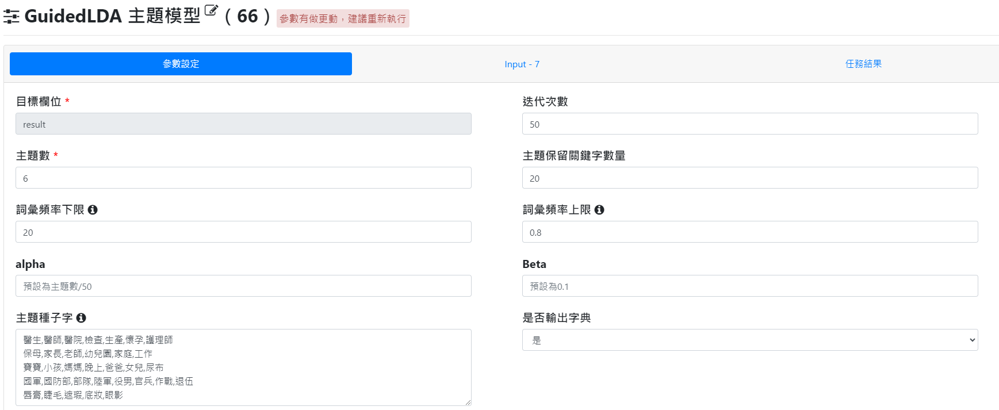 GuidedLDA 主題模型 ( 66 ) 參數有做更動，建議重新執行
參數設定 Input - 7 任務結果
目標欄位 * 迭代次數
result 50
主題數 * 主題保留關鍵字數量
6 20
詞彙頻率下限 詞彙頻率上限
20 0.8
alpha Beta
預設為主題數/50 預設為0.1
主題種子字 是否輸出字典
醫生,醫師,醫院,檢查,生產,懷孕,護理師 是
保母,家長,老師,幼兒園,家庭,工作
寶寶,小孩,媽媽,晚上,爸爸,女兒,尿布
國軍,國防部,部隊,陸軍,役男,官兵,作戰,退伍
唇膏,睫毛,遮瑕,底妝,眼影